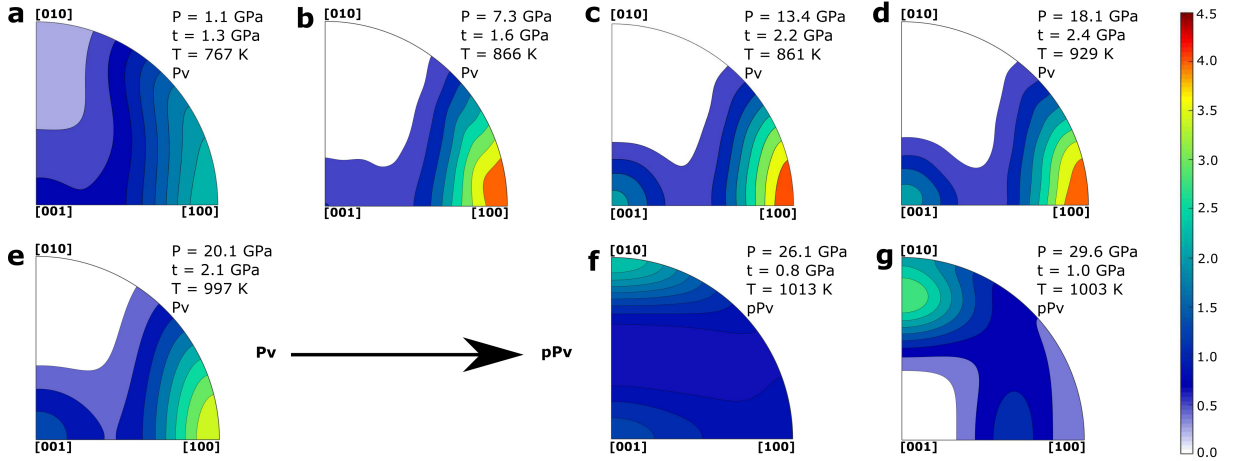 a
[010]
P = 1.1 GPa
t = 1.3 GPa
T = 767 K
Pv
[001]
[100]
b
[010]
P = 7.3 GPa
t = 1.6 GPa
T = 866 K
Pv
[001]
[100]
c
[010]
P = 13.4 GPa
t = 2.2 GPa
T = 861 K
Pv
[001]
[100]
d
[010]
P = 18.1 GPa
t = 2.4 GPa
T = 929 K
Pv
[001]
[100]
e
[010]
P = 20.1 GPa
t = 2.1 GPa
T = 997 K
Pv
[001]
[100]
Pv
pPv
f
[010]
P = 26.1 GPa
t = 0.8 GPa
T = 1013 K
pPv
[001]
[100]
g
[010]
P = 29.6 GPa
t = 1.0 GPa
T = 1003 K
pPv
[001]
[100]
4.5
4.0
3.5
3.0
2.5
2.0
1.5
1.0
0.5
0.0